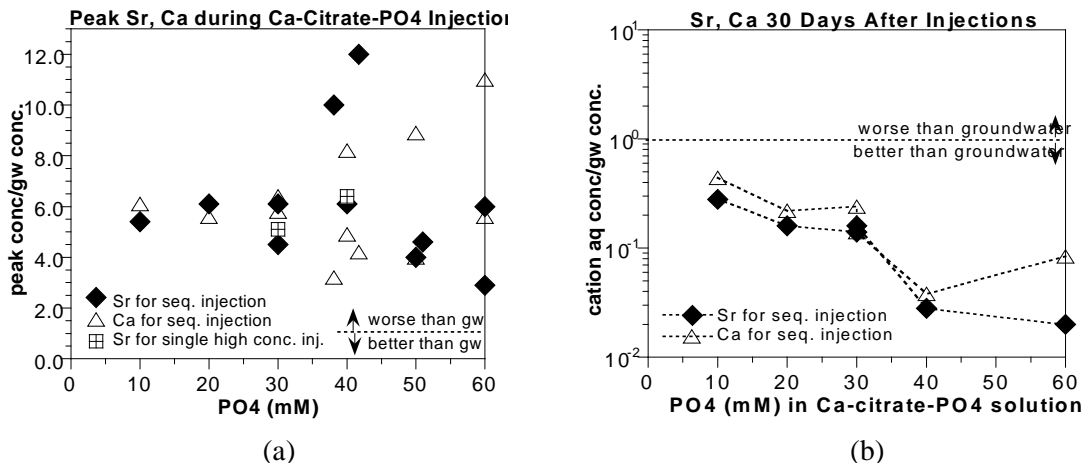 Peak Sr, Ca during Ca-Citrate-PO4 Injection
12.0
10.0
8.0
6.0
4.0
2.0
0.0
peak conc/gw conc.
Sr for seq. injection
Ca for seq. injection
Sr for single high conc. inj.
worse than gw
better than gw
0 10 20 30 40 50 60
PO4 (mM)
(a)
Sr, Ca 30 Days After Injections
10^1
10^0
10^-1
10^-2
cation aq conc/gw conc.
worse than groundwater
better than groundwater
Sr for seq. injection
Ca for seq. injection
0 10 20 30 40 50 60
PO4 (mM) in Ca-citrate-PO4 solution
(b)